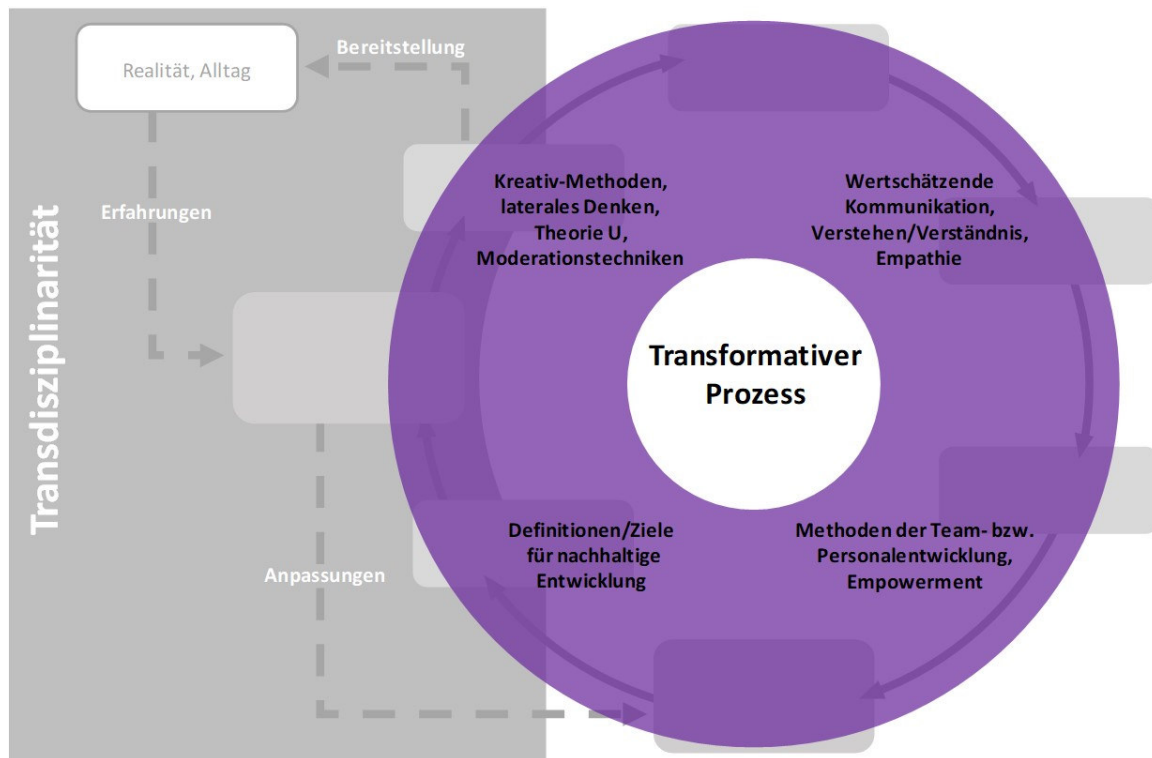 Bereitstellung
Realität, Alltag
Erfahrungen
Transdisziplinarität
Anpassungen
Kreativ-Methoden,
laterales Denken,
Theorie U,
Moderationstechniken
Wertschätzende
Kommunikation,
Verstehen/Verständnis,
Empathie
Transformativer
Prozess
Definitionen/Ziele
für nachhaltige
Entwicklung
Methoden der Team- bzw.
Personalentwicklung,
Empowerment